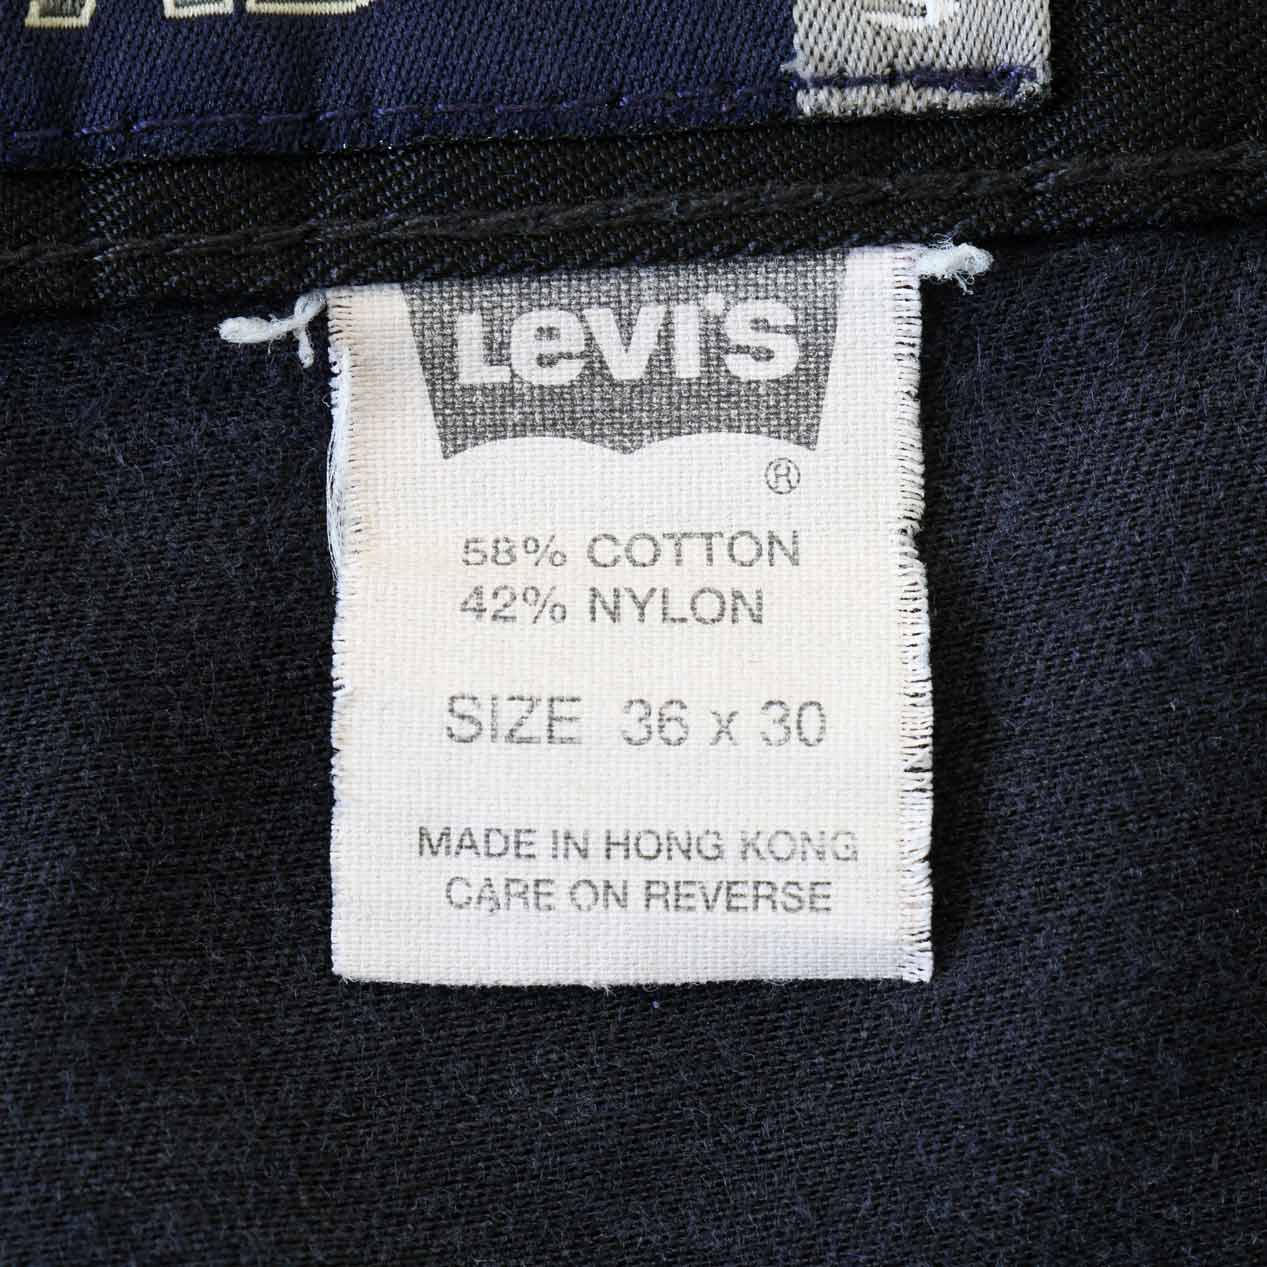 Levi's
®
58% COTTON
42% NYLON
SIZE 36 x 30
MADE IN HONG KONG
CARE ON REVERSE